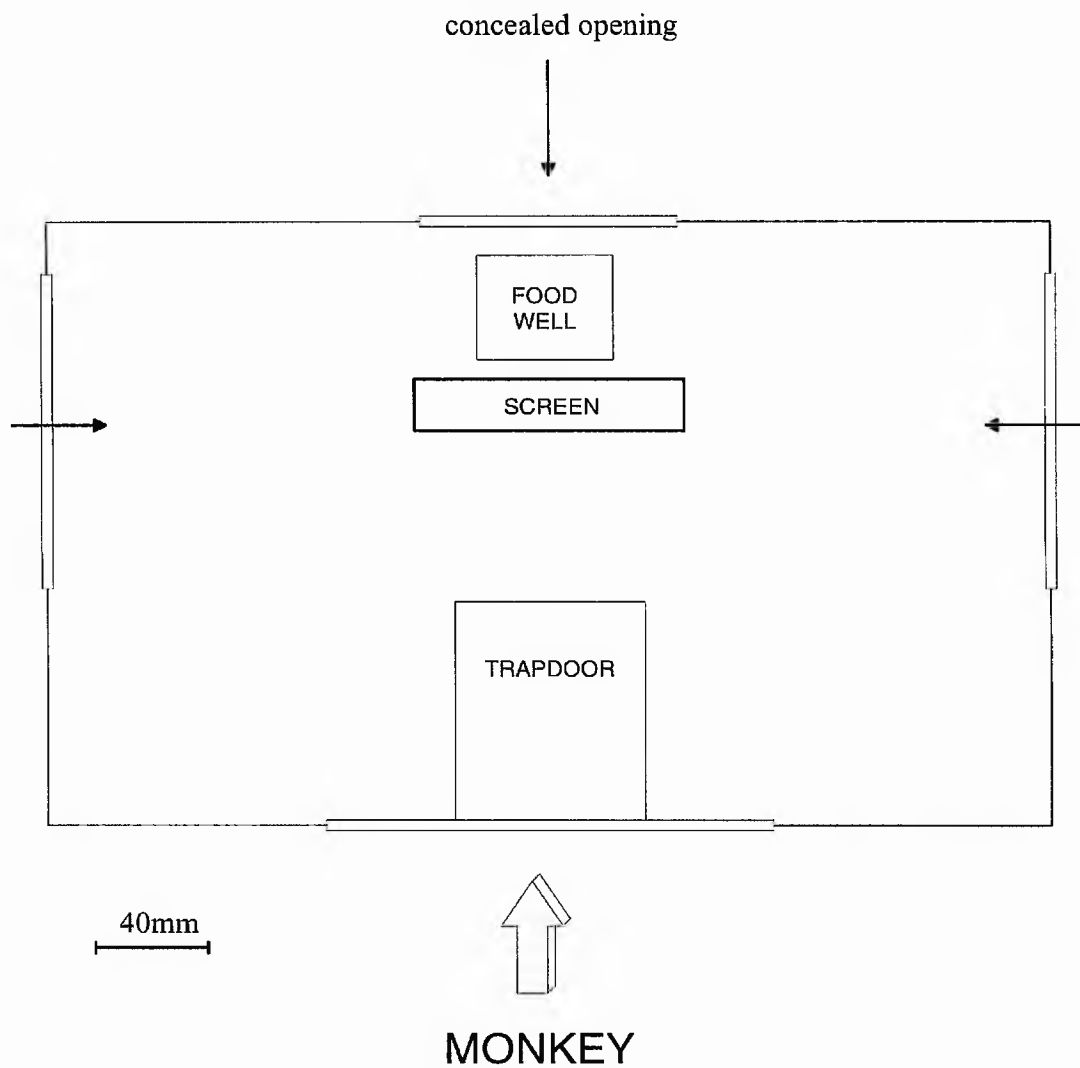 concealed opening
FOOD
WELL
SCREEN
TRAPDOOR
40mm
MONKEY